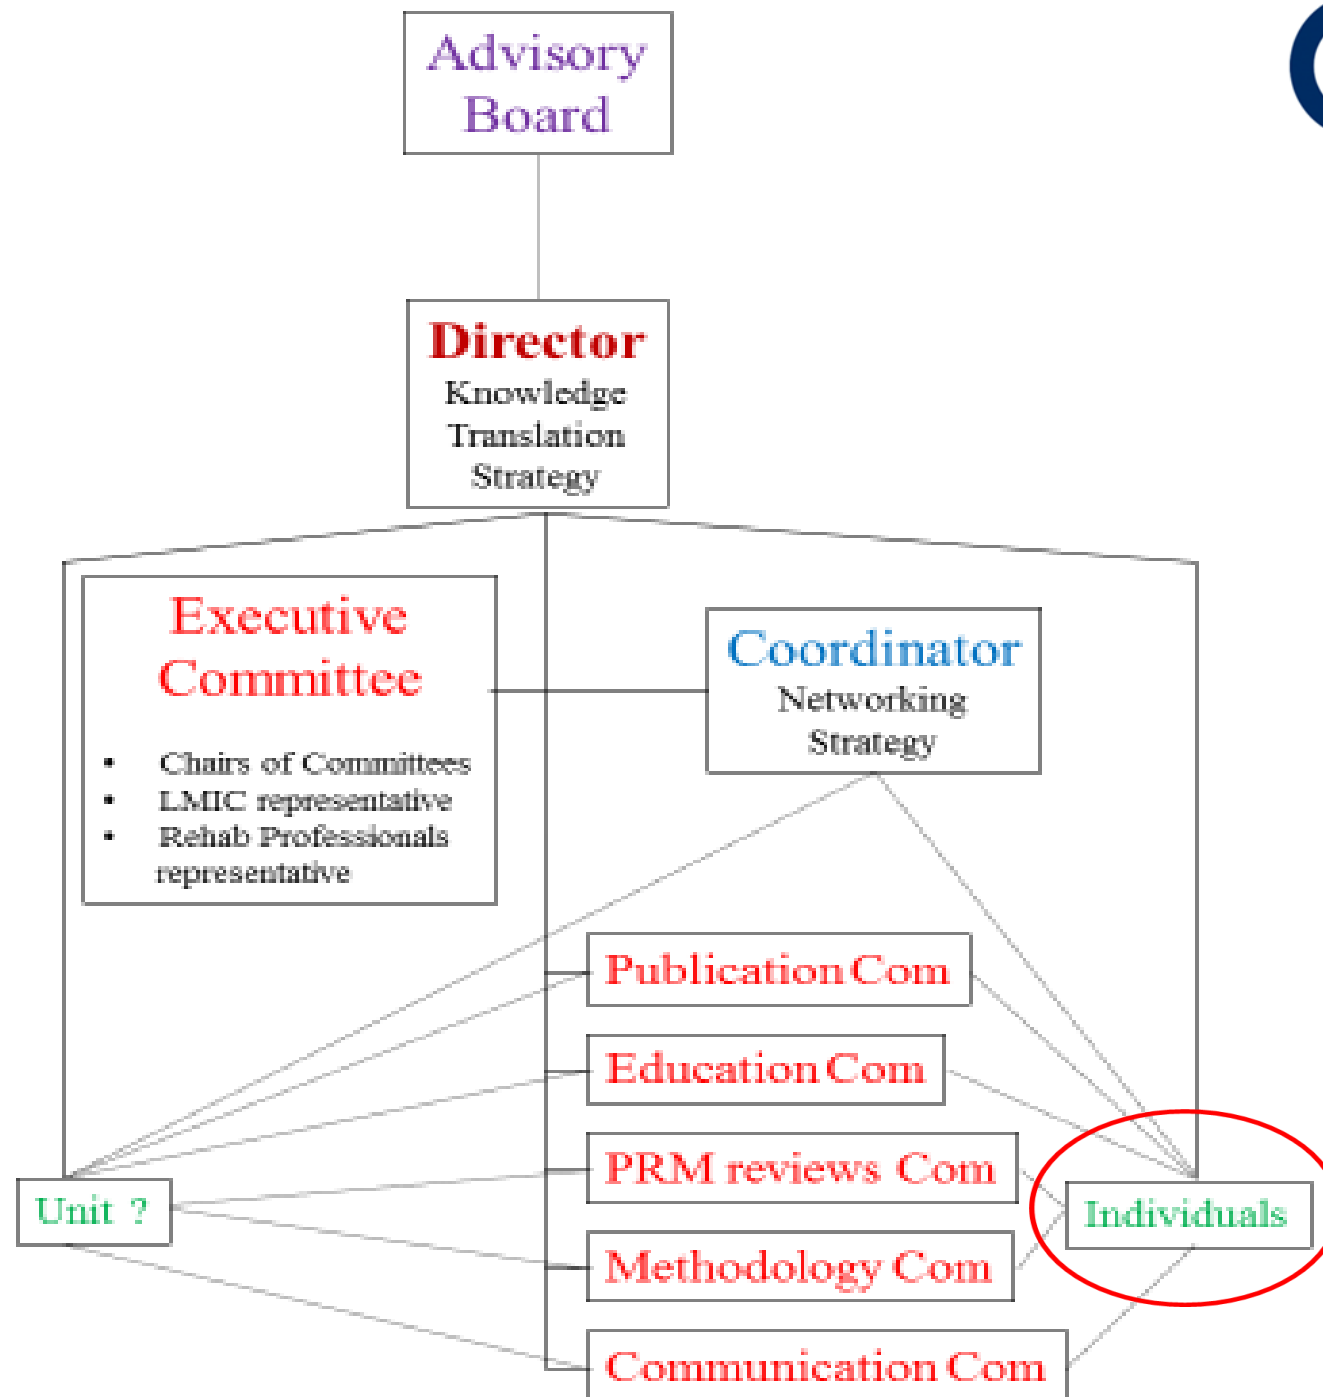 Advisory
Board
Director
Knowledge
Translation
Strategy
Executive
Committee
• Chairs of Committees
• LMIC representative
• Rehab Professionals
representative
Coordinator
Networking
Strategy
Publication Com
Education Com
PRM reviews Com
Methodology Com
Communication Com
Unit ?
Individuals